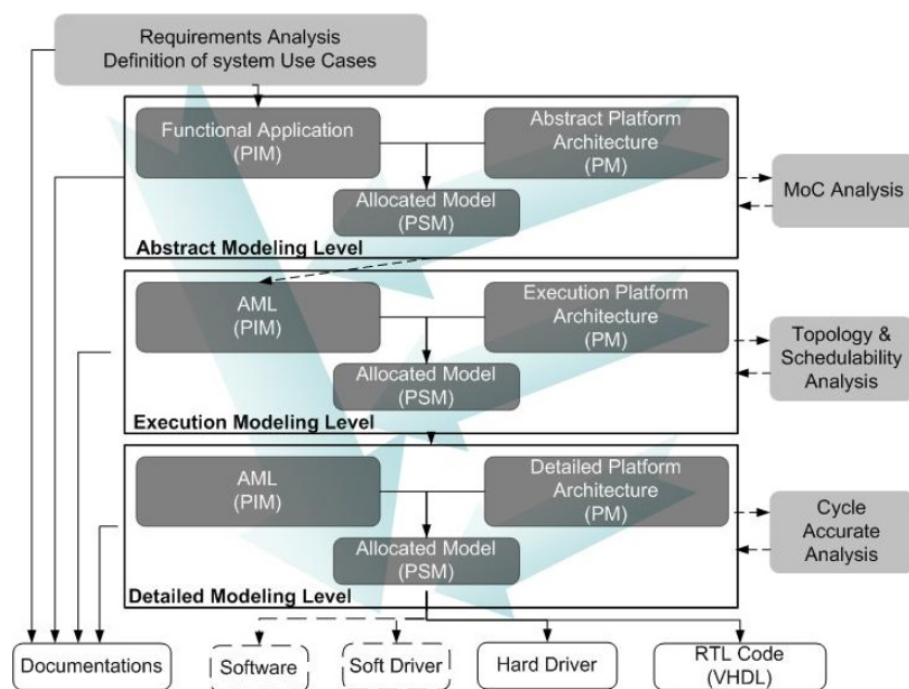 Requirements Analysis
Definition of system Use Cases
Functional Application
(PIM)
Abstract Platform
Architecture
(PM)
Allocated Model
(PSM)
Abstract Modeling Level
MoC Analysis
AML
(PIM)
Execution Platform
Architecture
(PM)
Allocated Model
(PSM)
Execution Modeling Level
Topology &
Schedulability
Analysis
AML
(PIM)
Detailed Platform
Architecture
(PM)
Allocated Model
(PSM)
Detailed Modeling Level
Cycle
Accurate
Analysis
Documentations
Software
Soft Driver
Hard Driver
RTL Code
(VHDL)